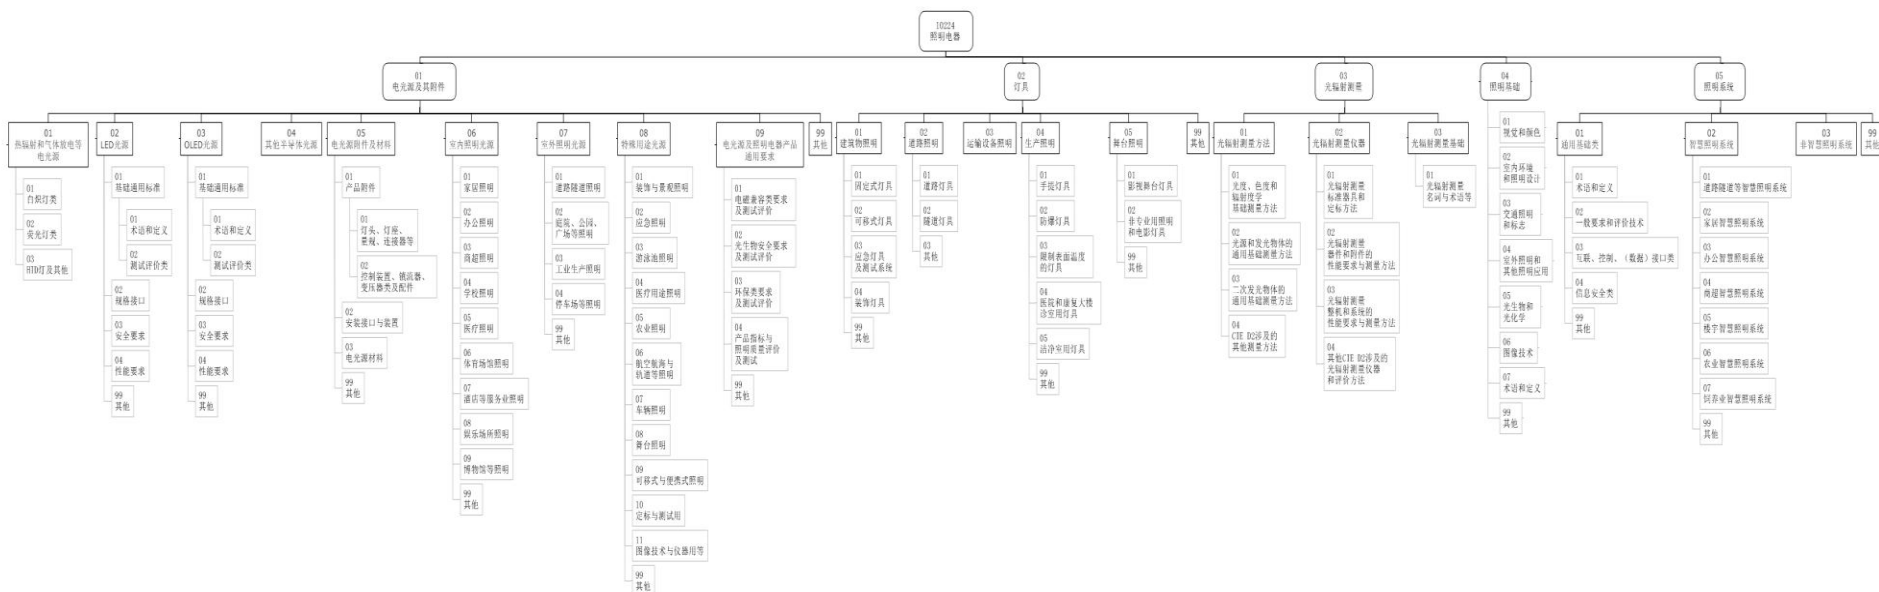 10224
照明电器
01
电光源及其附件
01
热辐射和气体放电等
电光源
01
白炽灯类
02
荧光灯类
03
HID灯及其他
02
LED光源
01
基础通用标准
01
术语和定义
02
测试评价类
02
规格接口
03
安全要求
04
性能要求
99
其他
03
OLED光源
01
基础通用标准
01
术语和定义
02
测试评价类
02
规格接口
03
安全要求
04
性能要求
99
其他
04
其他半导体光源
05
电光源附件及材料
01
产品附件
01
灯头、灯座、
量规、连接器等
02
控制装置、镇流器、
变压器类及配件
02
安装接口与装置
03
电光源材料
99
其他
06
室内照明光源
01
家居照明
02
办公照明
03
商超照明
04
学校照明
05
医疗照明
06
体育场馆照明
07
酒店等服务业照明
08
娱乐场所照明
09
博物馆等照明
99
其他
07
室外照明光源
01
道路隧道照明
02
庭院、公园、
广场等照明
03
工业生产照明
04
停车场等照明
99
其他
08
特殊用途光源
01
装饰与景观照明
02
应急照明
03
游泳池照明
04
医疗用途照明
05
农业照明
06
航空航海与
轨道等照明
07
车辆照明
08
舞台照明
09
可移式与便携式照明
10
定标与测试用
11
图像技术与仪器用等
99
其他
09
电光源及照明电器产品
通用要求
01
电磁兼容类要求
及测试评价
02
光生物安全要求
及测试评价
03
环保类要求
及测试评价
04
产品指标与
照明质量评价
及测试
99
其他
99
其他
02
灯具
01
建筑物照明
01
固定式灯具
02
可移式灯具
03
应急灯具
及测试系统
04
装饰灯具
99
其他
02
道路照明
01
道路灯具
02
隧道灯具
03
其他
03
运输设备照明
04
生产照明
01
手提灯具
02
防爆灯具
03
限制表面温度
的灯具
04
医院和康复大楼
诊室用灯具
05
洁净室用灯具
99
其他
05
舞台照明
01
影视舞台灯具
02
非专业用照明
和电影灯具
99
其他
99
其他
03
光辐射测量
01
光辐射测量方法
01
光度、色度和
辐射度学
基础测量方法
02
光源和发光物体的
通用基础测量方法
03
二次发光物体的
通用基础测量方法
04
CIE D2涉及的
其他测量方法
02
光辐射测量仪器
01
光辐射测量
标准器具和
定标方法
02
光辐射测量
器件和附件的
性能要求与测量方法
03
光辐射测量
整机和系统的
性能要求与测量方法
04
其他CIE D2涉及的
光辐射测量仪器
和评价方法
03
光辐射测量基础
01
光辐射测量
名词与术语等
04
照明基础
01
视觉和颜色
02
室内环境
和照明设计
03
交通照明
和标志
04
室外照明和
其他照明应用
05
光生物和
光化学
06
图像技术
07
术语和定义
99
其他
05
照明系统
01
通用基础类
01
术语和定义
02
一般要求和评价技术
03
互联、控制、（数据）接口类
04
信息安全类
99
其他
02
智慧照明系统
01
道路隧道等智慧照明系统
02
家居智慧照明系统
03
办公智慧照明系统
04
商超智慧照明系统
05
楼宇智慧照明系统
06
农业智慧照明系统
07
饲养业智慧照明系统
99
其他
03
非智慧照明系统
99
其他